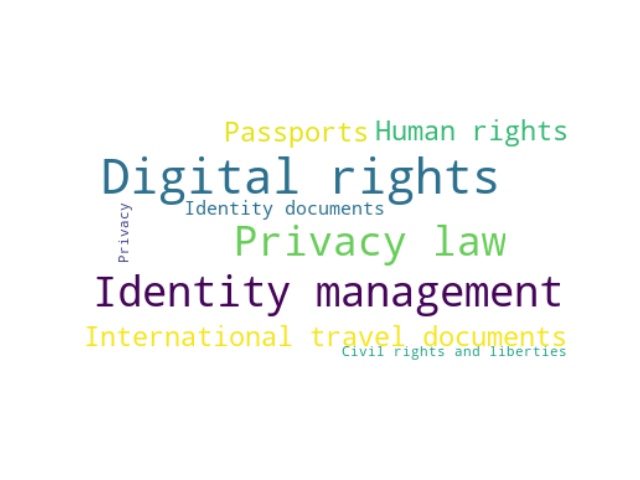 Passports
Human rights
Digital rights
Identity documents
Privacy
Privacy law
Identity management
International travel documents
Civil rights and liberties